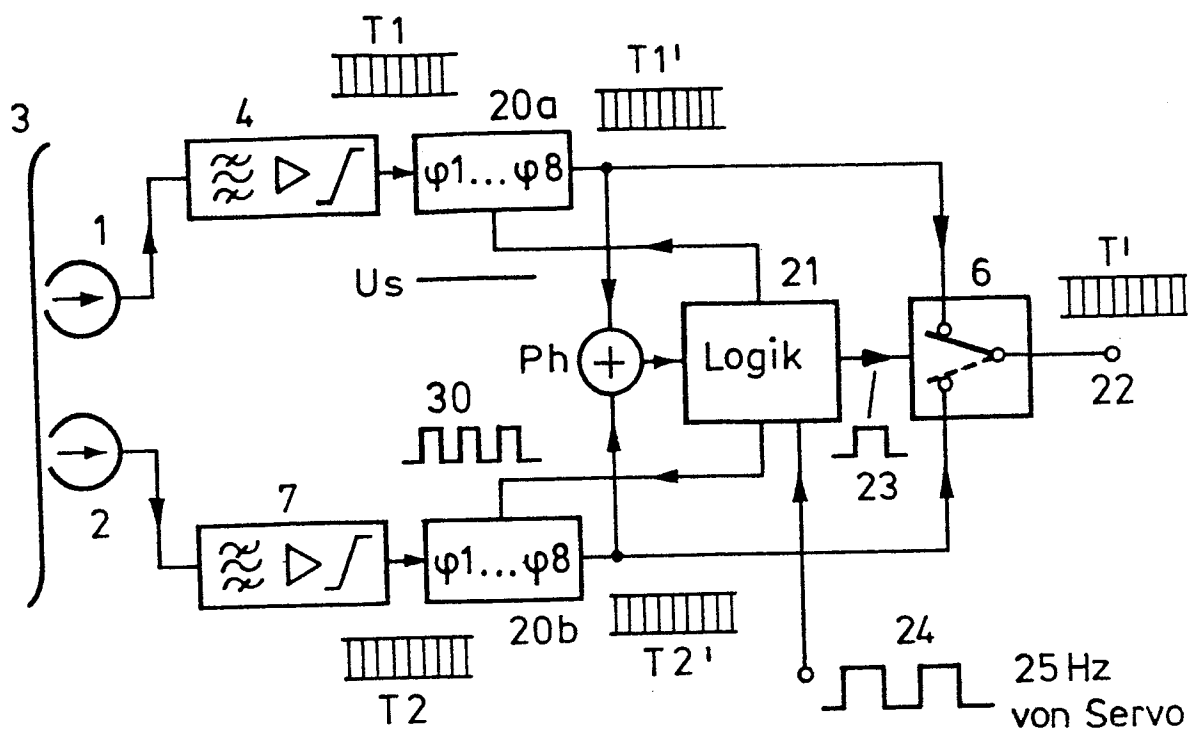 T1
T1'
3
4
20a
φ1...φ8
1
Us
21
6
T'
Ph
+
Logik
22
30
23
2
7
φ1...φ8
20b
T2'
T2
24
25 Hz
von Servo